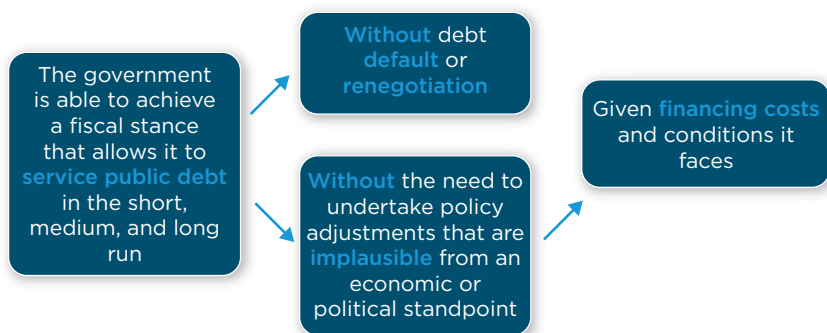 The government
is able to achieve
a fiscal stance
that allows it to
service public debt
in the short,
medium, and long
run
Without debt
default or
renegotiation
Without the need to
undertake policy
adjustments that are
implausible from an
economic or
political standpoint
Given financing costs
and conditions it
faces